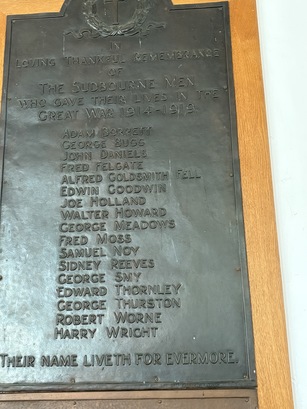 IN
LOVING THANKFUL REMEMBRANCE
OF
THE SUDBOURNE MEN
WHO GAVE THEIR LIVES IN THE
GREAT WAR 1914-1919.
ADAM
GEORGE BUGG
JOHN DANIELS
FRED FELGATE
ALFRED GOLDSMITH FELL
EDWIN GOODWIN
JOE HOLLAND
WALTER HOWARD
GEORGE MEADOWS
FRED MOSS
SAMUEL NOY
SIDNEY REEVES
GEORGE SMY
EDWARD THORNLEY
GEORGE THURSTON
ROBERT WORNE
HARRY WRIGHT
THEIR NAME LIVETH FOR EVERMORE.